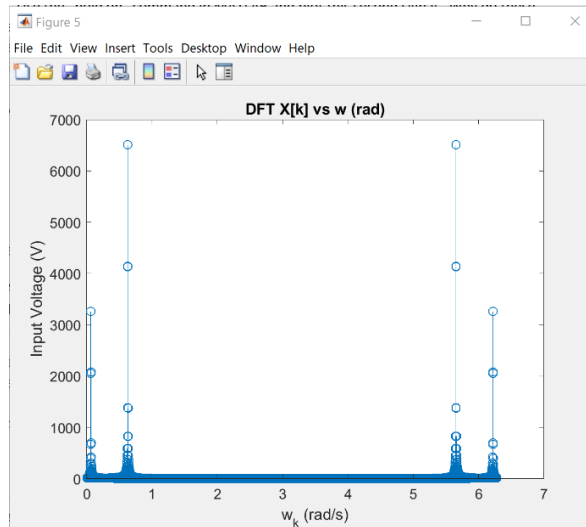 Figure 5
File Edit View Insert Tools Desktop Window Help
DFT X[k] vs w (rad)
7000
6000
5000
4000
3000
2000
1000
0
Input Voltage (V)
0 1 2 3 4 5 6 7
w_k (rad/s)